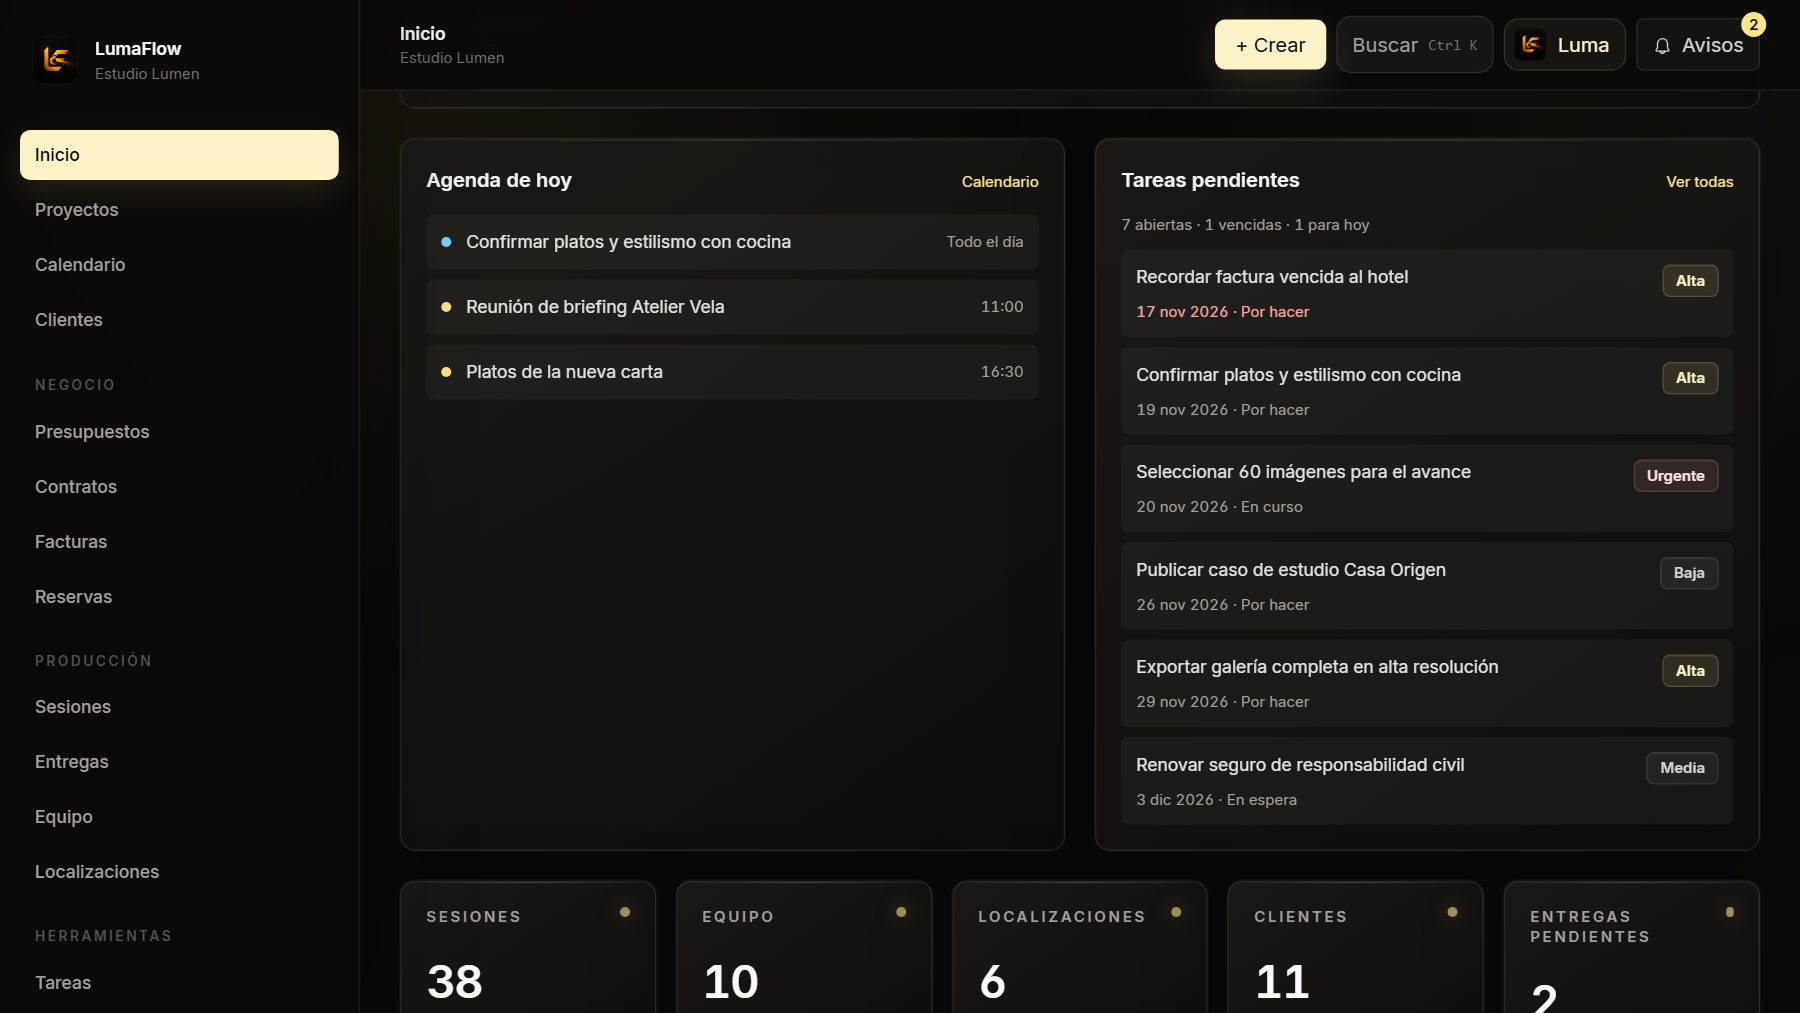 LumaFlow
Estudio Lumen
Inicio
Proyectos
Calendario
Clientes
NEGOCIO
Presupuestos
Contratos
Facturas
Reservas
PRODUCCIÓN
Sesiones
Entregas
Equipo
Localizaciones
HERRAMIENTAS
Tareas
Inicio
Estudio Lumen
+ Crear
Buscar Ctrl K
Luma
Avisos
2
Agenda de hoy
Calendario
Confirmar platos y estilismo con cocina
Todo el día
Reunión de briefing Atelier Vela
11:00
Platos de la nueva carta
16:30
Tareas pendientes
Ver todas
7 abiertas · 1 vencidas · 1 para hoy
Recordar factura vencida al hotel
Alta
17 nov 2026 · Por hacer
Confirmar platos y estilismo con cocina
Alta
19 nov 2026 · Por hacer
Seleccionar 60 imágenes para el avance
Urgente
20 nov 2026 · En curso
Publicar caso de estudio Casa Origen
Baja
26 nov 2026 · Por hacer
Exportar galería completa en alta resolución
Alta
29 nov 2026 · Por hacer
Renovar seguro de responsabilidad civil
Media
3 dic 2026 · En espera
SESIONES
38
EQUIPO
10
LOCALIZACIONES
6
CLIENTES
11
ENTREGAS
PENDIENTES
2